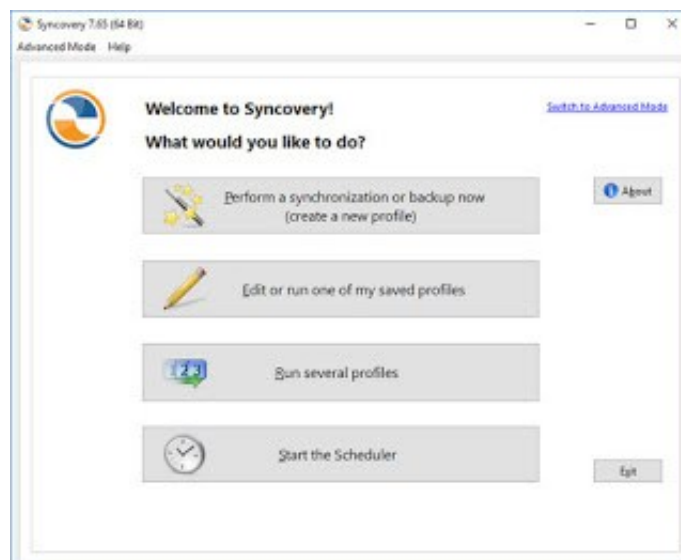 Syncovery 7.65 (64 Bit)
Advanced Mode Help
Welcome to Syncovery!
Switch to Advanced Mode
What would you like to do?
Perform a synchronization or backup now
(create a new profile)
About
Edit or run one of my saved profiles
123
Run several profiles
Start the Scheduler
Exit